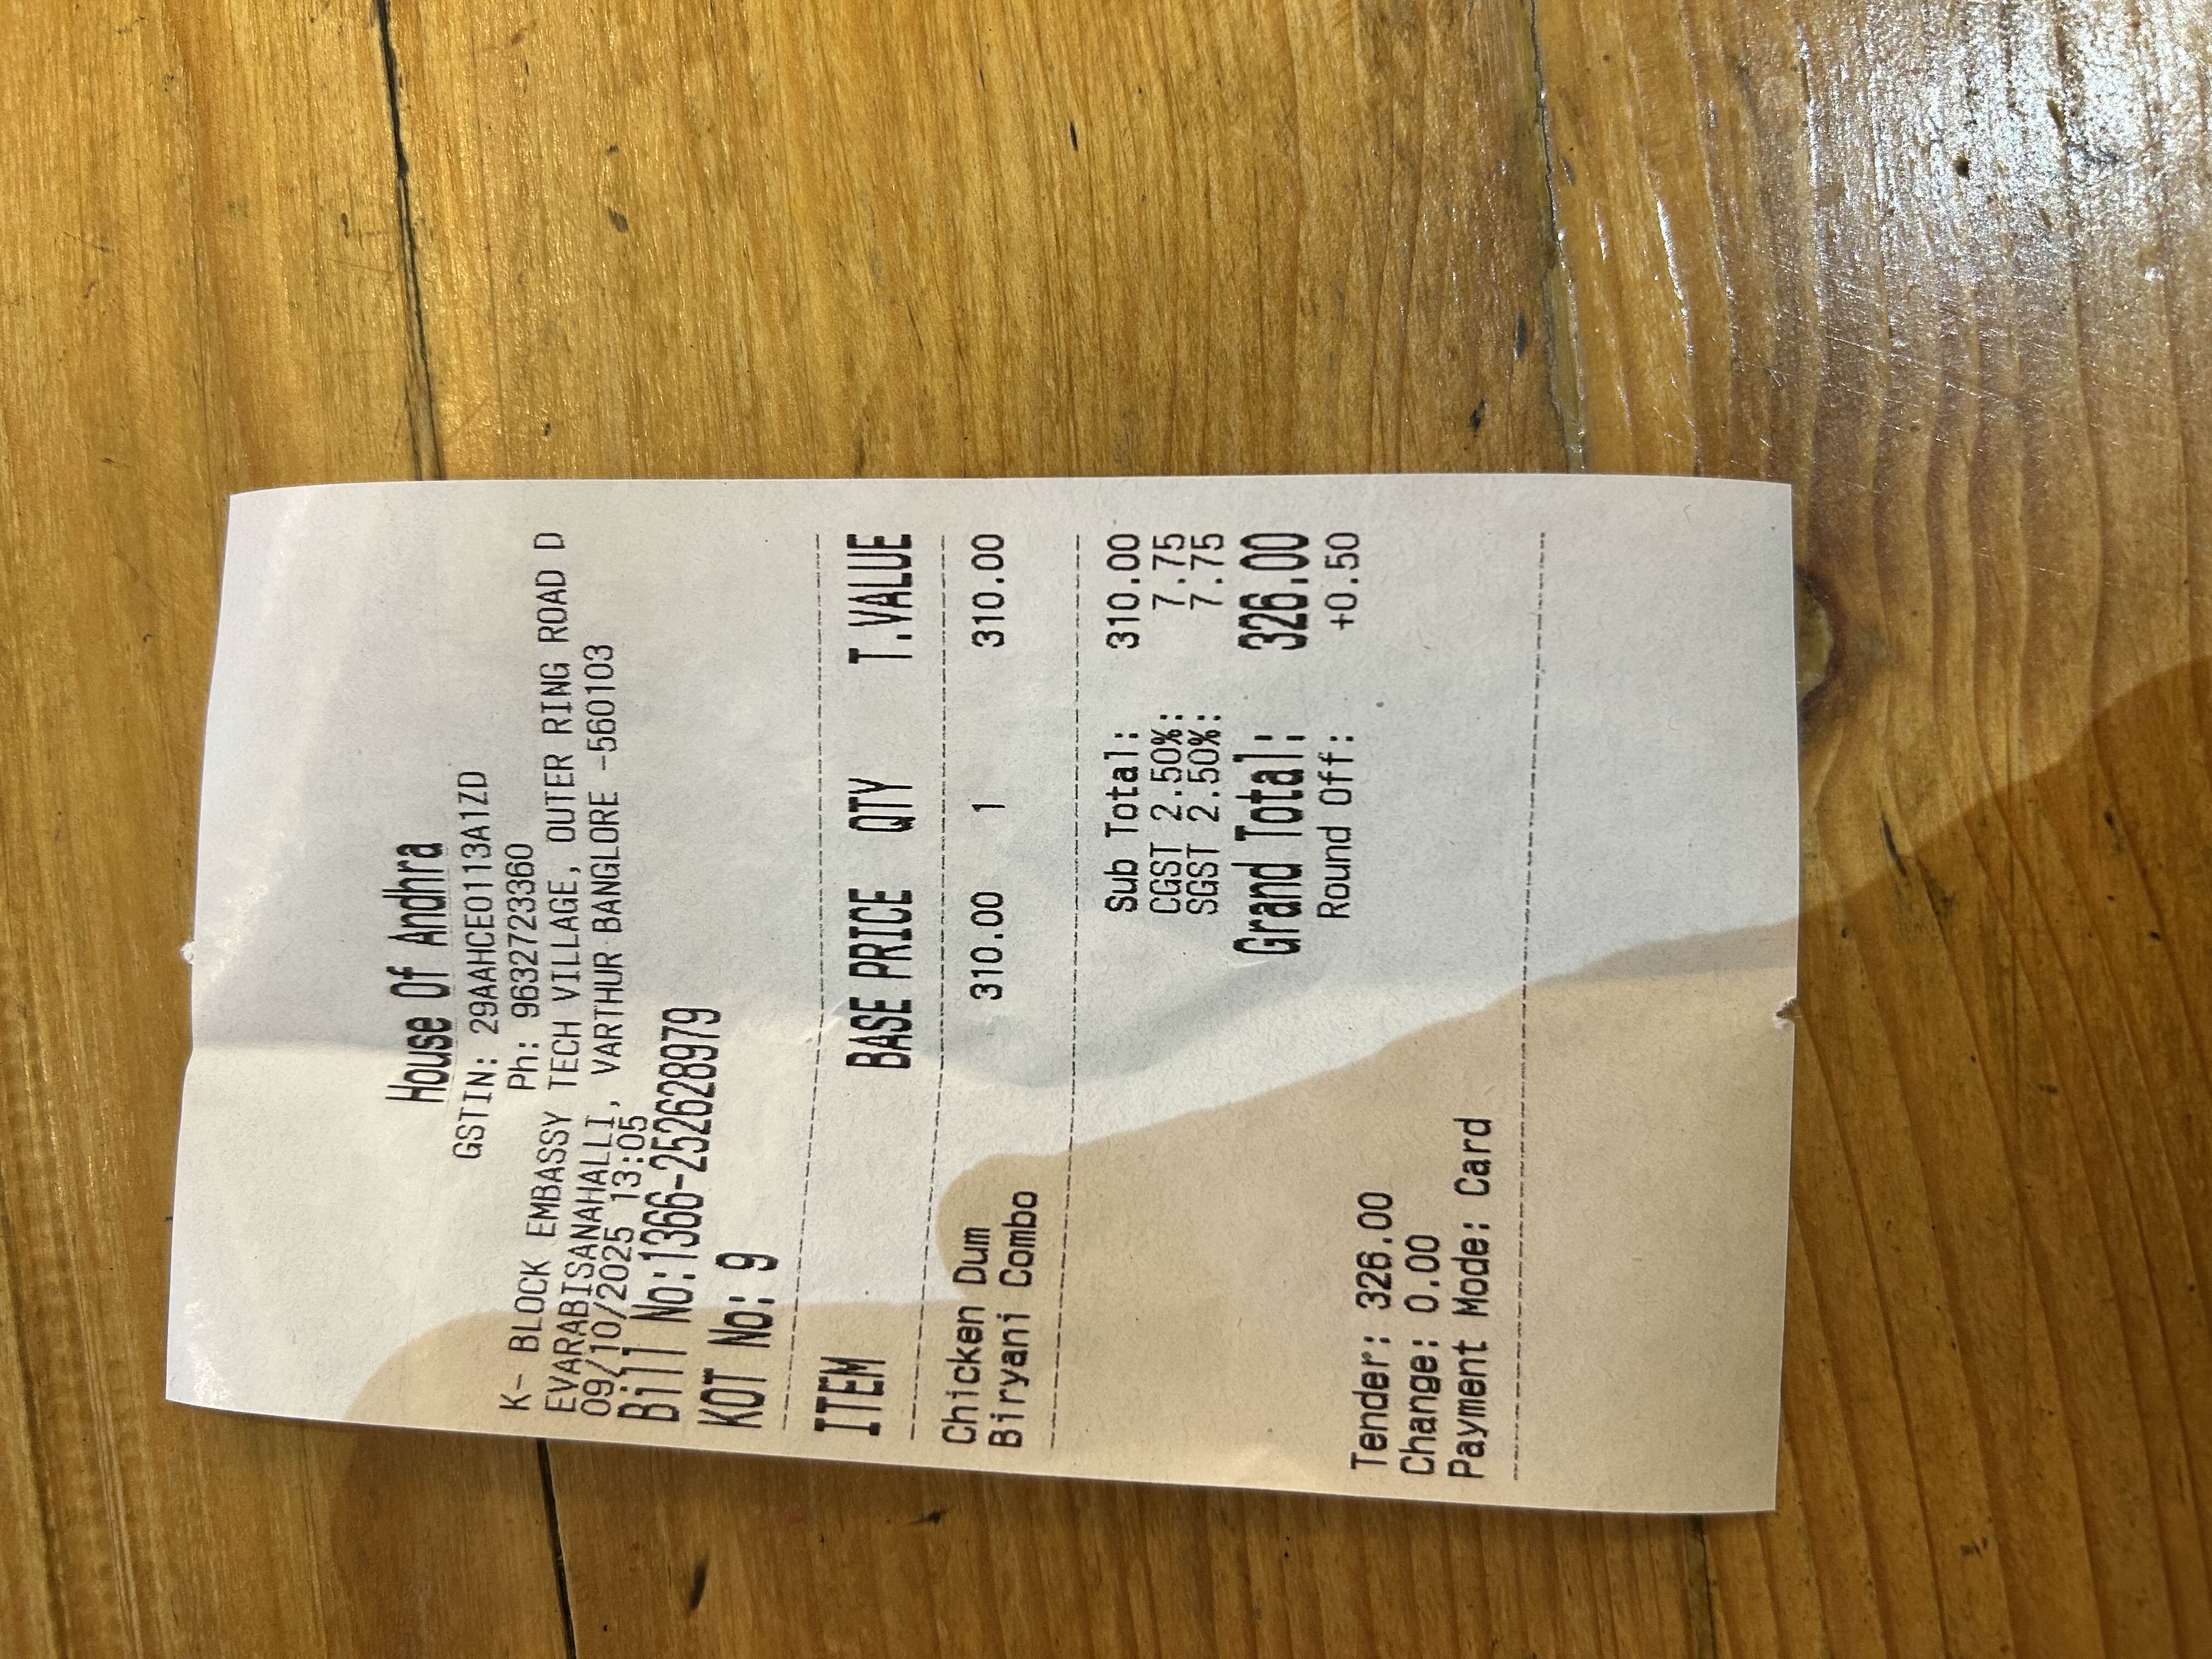 House Of Andhra
GSTIN: 29AAHCE0113A1ZD
Ph: 9632723360
K- BLOCK EMBASSY TECH VILLAGE, OUTER RING ROAD D
EVARABISANAHALLI, VARTHUR BANGLORE -560103
09/10/2025 13:05
Bill No:1366-252628979
KOT No: 9
ITEM BASE PRICE QTY T.VALUE
Chicken Dum 310.00 1 310.00
Biryani Combo
Sub Total: 310.00
CGST 2.50%: 7.75
SGST 2.50%: 7.75
Grand Total: 326.00
Round Off: +0.50
Tender: 326.00
Change: 0.00
Payment Mode: Card